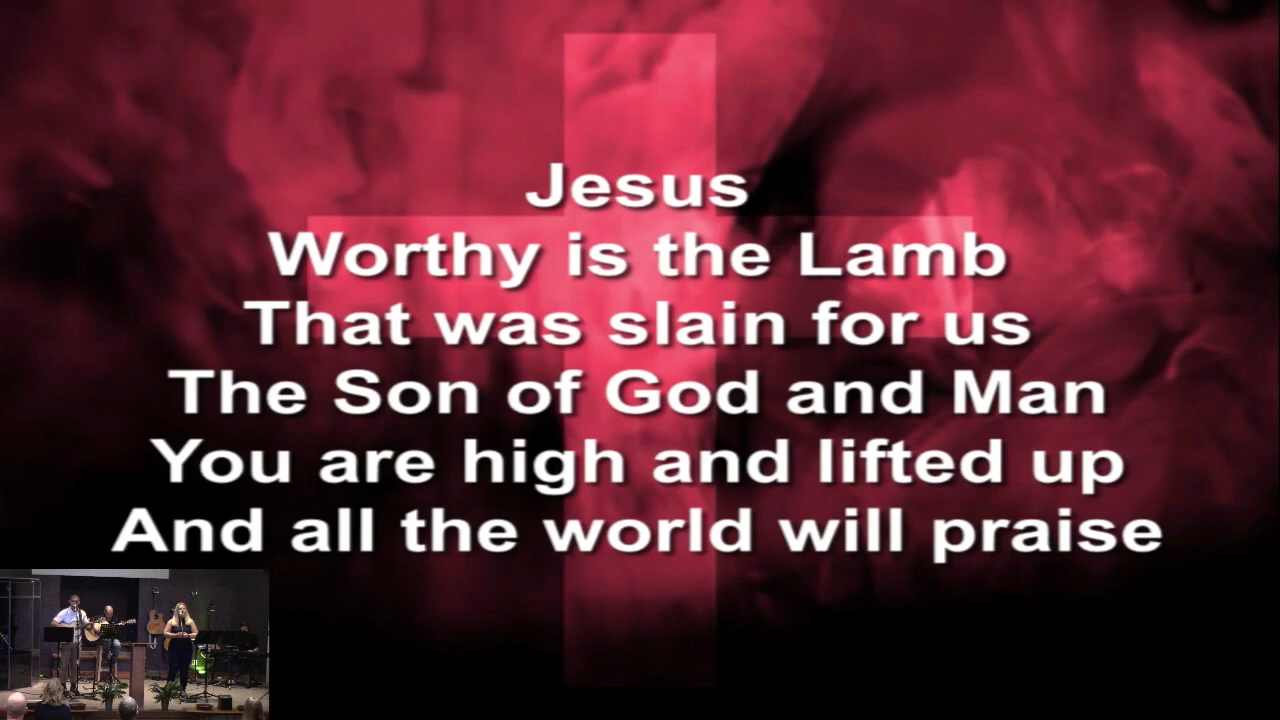 Jesus
Worthy is the Lamb
That was slain for us
The Son of God and Man
You are high and lifted up
And all the world will praise